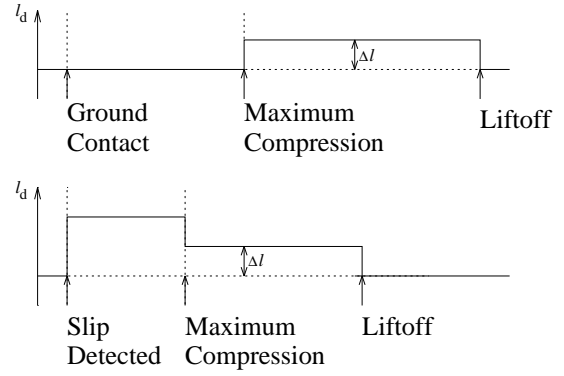 l_d
Δl
Ground
Contact
Maximum
Compression
Liftoff
l_d
Δl
Slip
Detected
Maximum
Compression
Liftoff